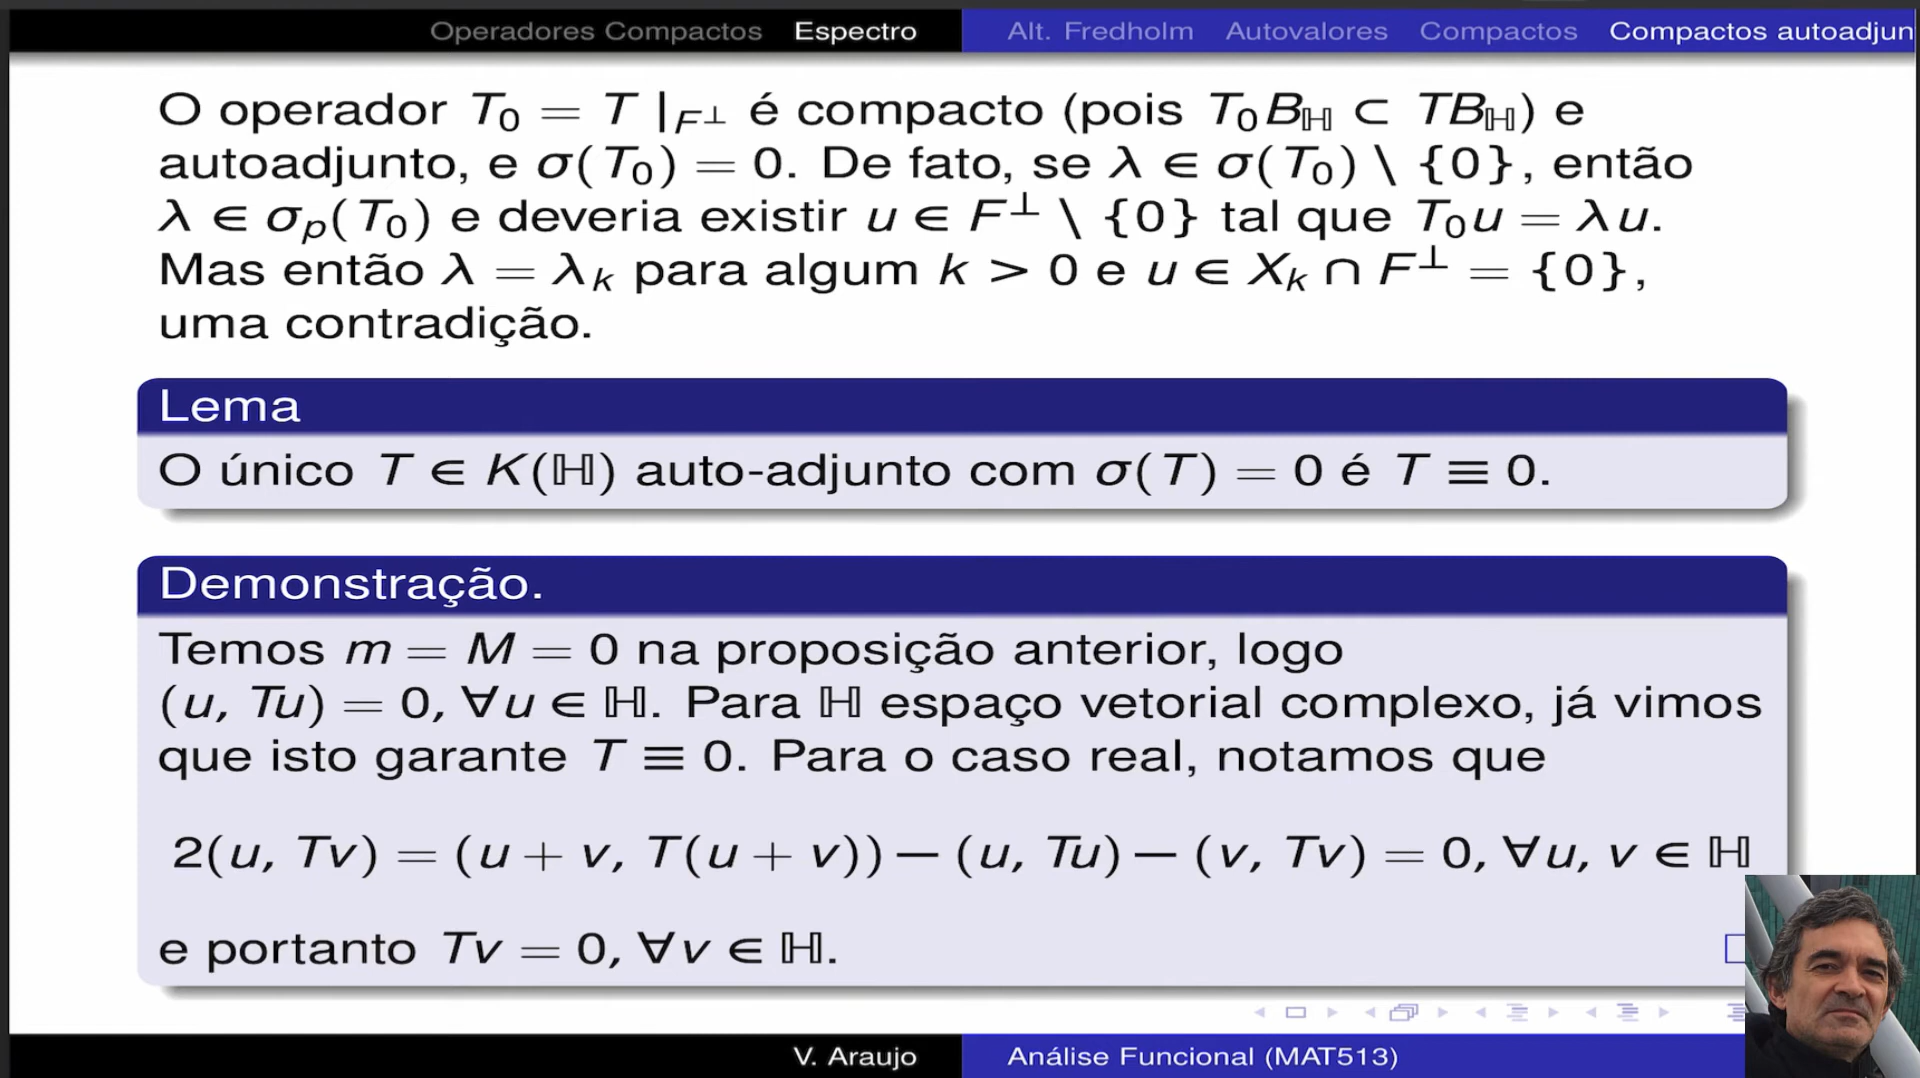 Operadores Compactos Espectro Alt. Fredholm Autovalores Compactos Compactos autoadjun
O operador T₀ = T |_F⊥ é compacto (pois T₀B_ℍ ⊂ TB_ℍ) e
autoadjunto, e σ(T₀) = 0. De fato, se λ ∈ σ(T₀) \ {0}, então
λ ∈ σₚ(T₀) e deveria existir u ∈ F⊥ \ {0} tal que T₀u = λu.
Mas então λ = λₖ para algum k > 0 e u ∈ Xₖ ∩ F⊥ = {0},
uma contradição.
Lema
O único T ∈ K(ℍ) auto-adjunto com σ(T) = 0 é T ≡ 0.
Demonstração.
Temos m = M = 0 na proposição anterior, logo
(u, Tu) = 0, ∀u ∈ ℍ. Para ℍ espaço vetorial complexo, já vimos
que isto garante T ≡ 0. Para o caso real, notamos que
2(u, Tv) = (u + v, T(u + v)) − (u, Tu) − (v, Tv) = 0, ∀u, v ∈ ℍ
e portanto Tv = 0, ∀v ∈ ℍ.
V. Araujo Análise Funcional (MAT513)